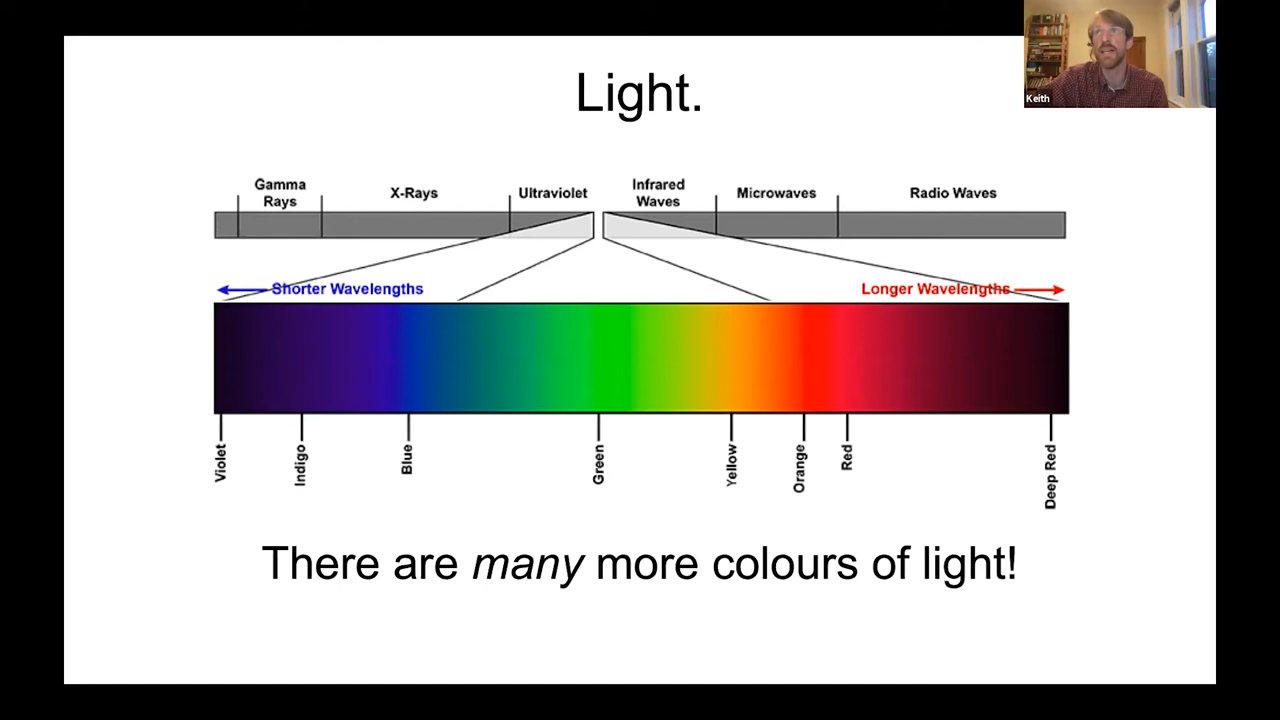 Light.
Keith
Gamma
Rays
X-Rays
Ultraviolet
Infrared
Waves
Microwaves
Radio Waves
Shorter Wavelengths
Longer Wavelengths
Violet
Indigo
Blue
Green
Yellow
Orange
Red
Deep Red
There are many more colours of light!